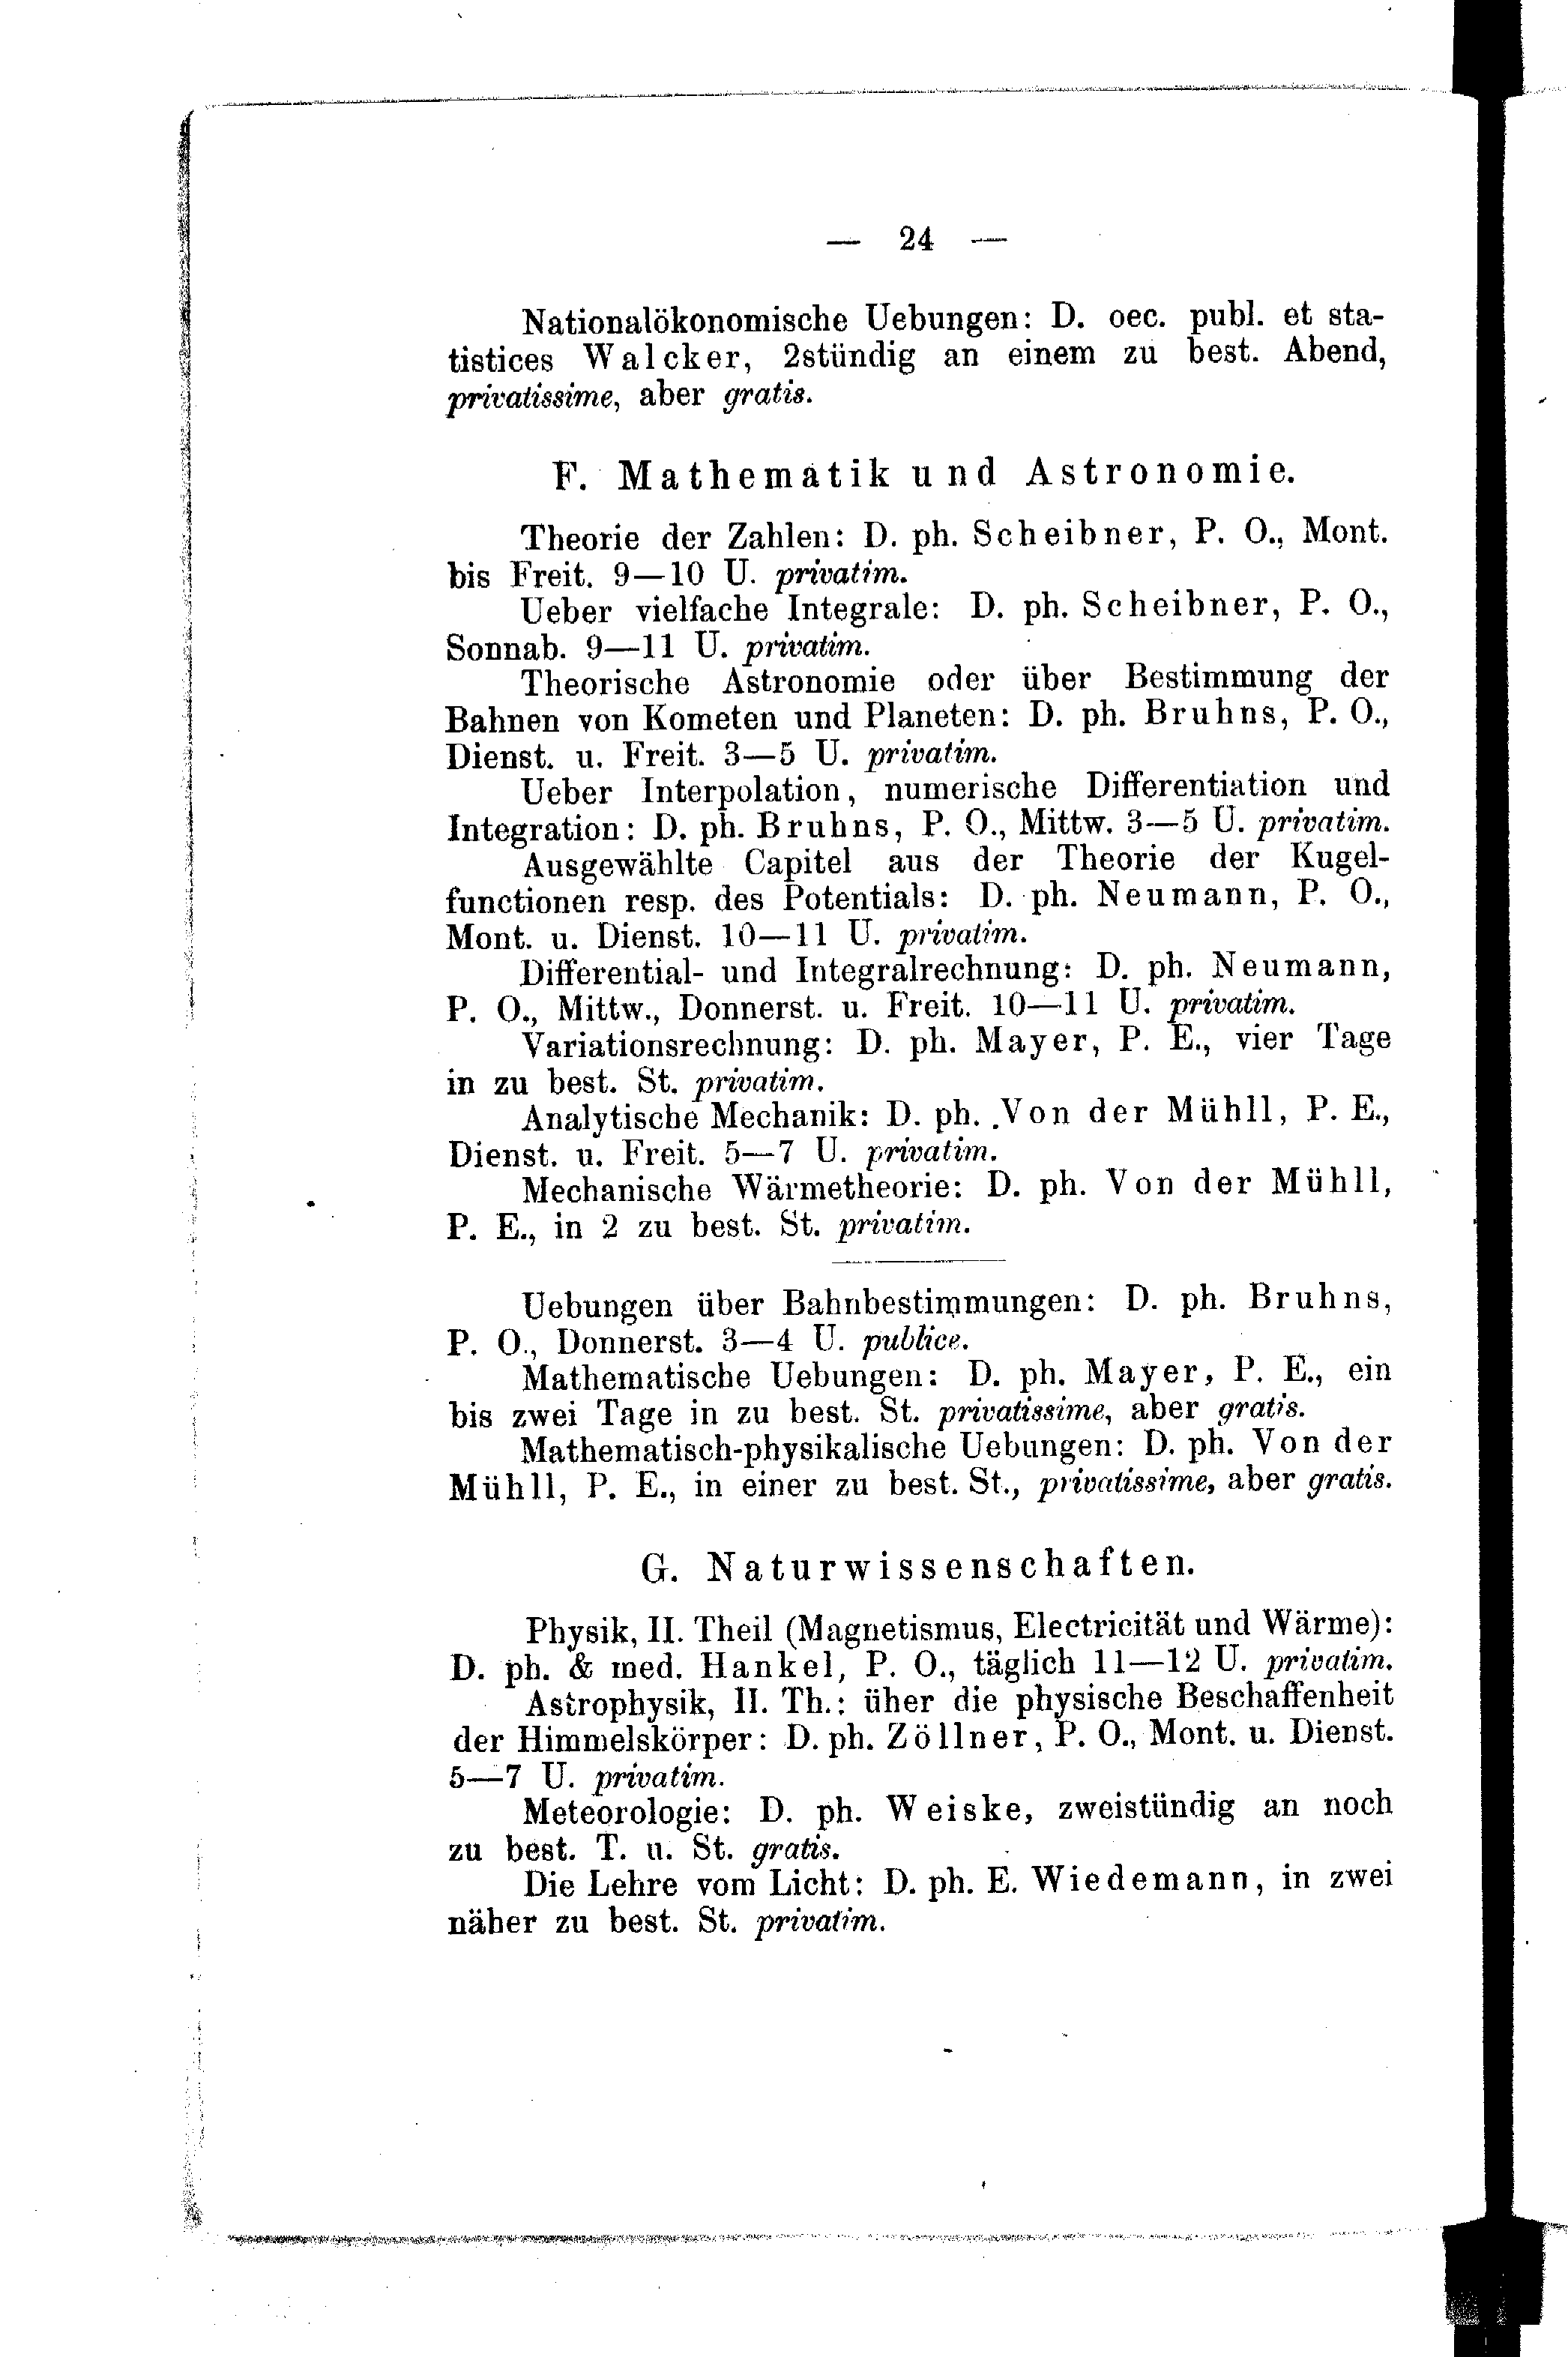 — 24 —
Nationalökonomische Uebungen: D. oec. publ. et sta-
tistices Walcker, 2stündig an einem zu best. Abend,
privatissime, aber gratis.
F. Mathematik und Astronomie.
Theorie der Zahlen: D. ph. Scheibner, P. O., Mont.
bis Freit. 9—10 U. privatim.
Ueber vielfache Integrale: D. ph. Scheibner, P. O.,
Sonnab. 9—11 U. privatim.
Theorische Astronomie oder über Bestimmung der
Bahnen von Kometen und Planeten: D. ph. Bruhns, P. O.,
Dienst. u. Freit. 3—5 U. privatim.
Ueber Interpolation, numerische Differentiation und
Integration: D. ph. Bruhns, P. O., Mittw. 3—5 U. privatim.
Ausgewählte Capitel aus der Theorie der Kugel-
functionen resp. des Potentials: D. ph. Neumann, P. O.,
Mont. u. Dienst. 10—11 U. privatim.
Differential- und Integralrechnung: D. ph. Neumann,
P. O., Mittw., Donnerst. u. Freit. 10—11 U. privatim.
Variationsrechnung: D. ph. Mayer, P. E., vier Tage
in zu best. St. privatim.
Analytische Mechanik: D. ph. Von der Mühll, P. E.,
Dienst. u. Freit. 5—7 U. privatim.
Mechanische Wärmetheorie: D. ph. Von der Mühll,
P. E., in 2 zu best. St. privatim.
Uebungen über Bahnbestimmungen: D. ph. Bruhns,
P. O., Donnerst. 3—4 U. publice.
Mathematische Uebungen: D. ph. Mayer, P. E., ein
bis zwei Tage in zu best. St. privatissime, aber gratis.
Mathematisch-physikalische Uebungen: D. ph. Von der
Mühll, P. E., in einer zu best. St., privatissime, aber gratis.
G. Naturwissenschaften.
Physik, II. Theil (Magnetismus, Electricität und Wärme):
D. ph. & med. Hankel, P. O., täglich 11—12 U. privatim.
Astrophysik, II. Th.: üher die physische Beschaffenheit
der Himmelskörper: D. ph. Zöllner, P. O., Mont. u. Dienst.
5—7 U. privatim.
Meteorologie: D. ph. Weiske, zweistündig an noch
zu best. T. u. St. gratis.
Die Lehre vom Licht: D. ph. E. Wiedemann, in zwei
näher zu best. St. privatim.